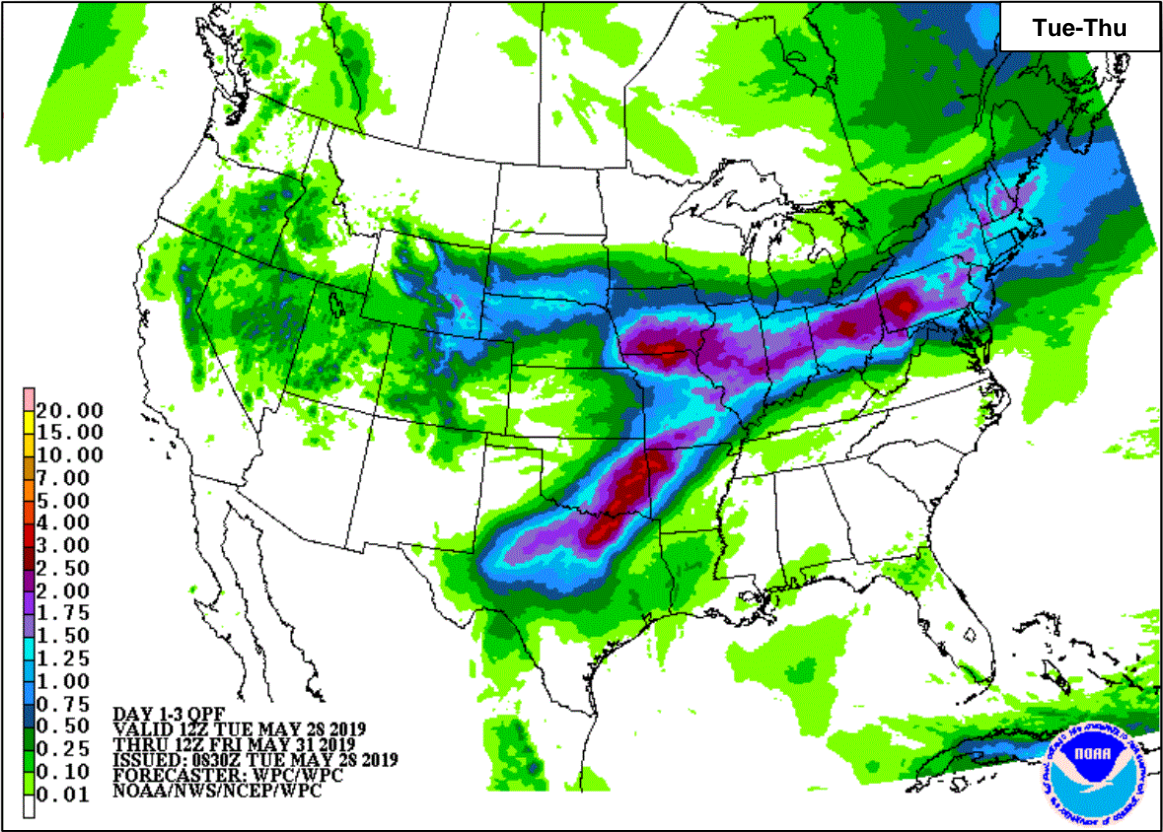 Tue-Thu
20.00
15.00
10.00
7.00
5.00
4.00
3.00
2.50
2.00
1.75
1.50
1.25
1.00
0.75
0.50
0.25
0.10
0.01
DAY 1-3 QPF
VALID 12Z TUE MAY 28 2019
THRU 12Z FRI MAY 31 2019
ISSUED: 0830Z TUE MAY 28 2019
FORECASTER: WPC/WPC
NOAA/NWS/NCEP/WPC
NOAA